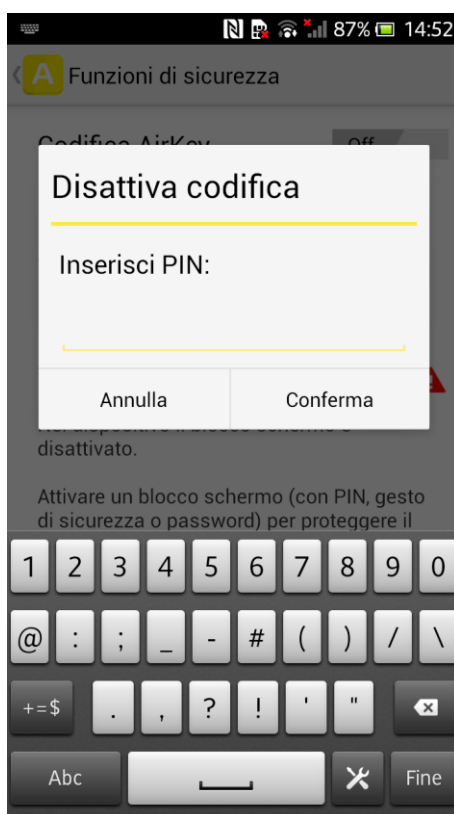 87% 14:52
A Funzioni di sicurezza
Codifica AirKey Off
Disattiva codifica
Inserisci PIN:
Annulla Conferma
disattivato.
Attivare un blocco schermo (con PIN, gesto
di sicurezza o password) per proteggere il
1 2 3 4 5 6 7 8 9 0
@ : ; _ - # ( ) / \
+=$ . , ? ! ' "
Abc Fine